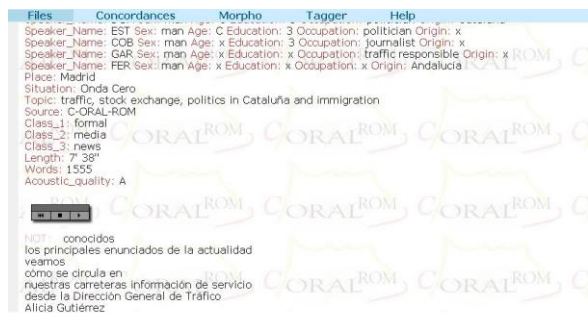 Files Concordances Morpho Tagger Help
Speaker_Name: EST Sex: man Age: C Education: 3 Occupation: politician Origin: x
Speaker_Name: COB Sex: man Age: x Education: 3 Occupation: journalist Origin: x
Speaker_Name: GAR Sex: man Age: x Education: x Occupation: traffic responsible Origin: x
Speaker_Name: FER Sex: man Age: x Education: x Occupation: x Origin: Andalucía
Place: Madrid
Situation: Onda Cero
Topic: traffic, stock exchange, politics in Cataluña and immigration
Source: C-ORAL-ROM
Class_1: formal
Class_2: media
Class_3: news
Length: 7' 38"
Words: 1555
Acoustic_quality: A
NOT: conocidos
los principales enunciados de la actualidad
veamos
cómo se circula en
nuestras carreteras información de servicio
desde la Dirección General de Tráfico
Alicia Gutiérrez